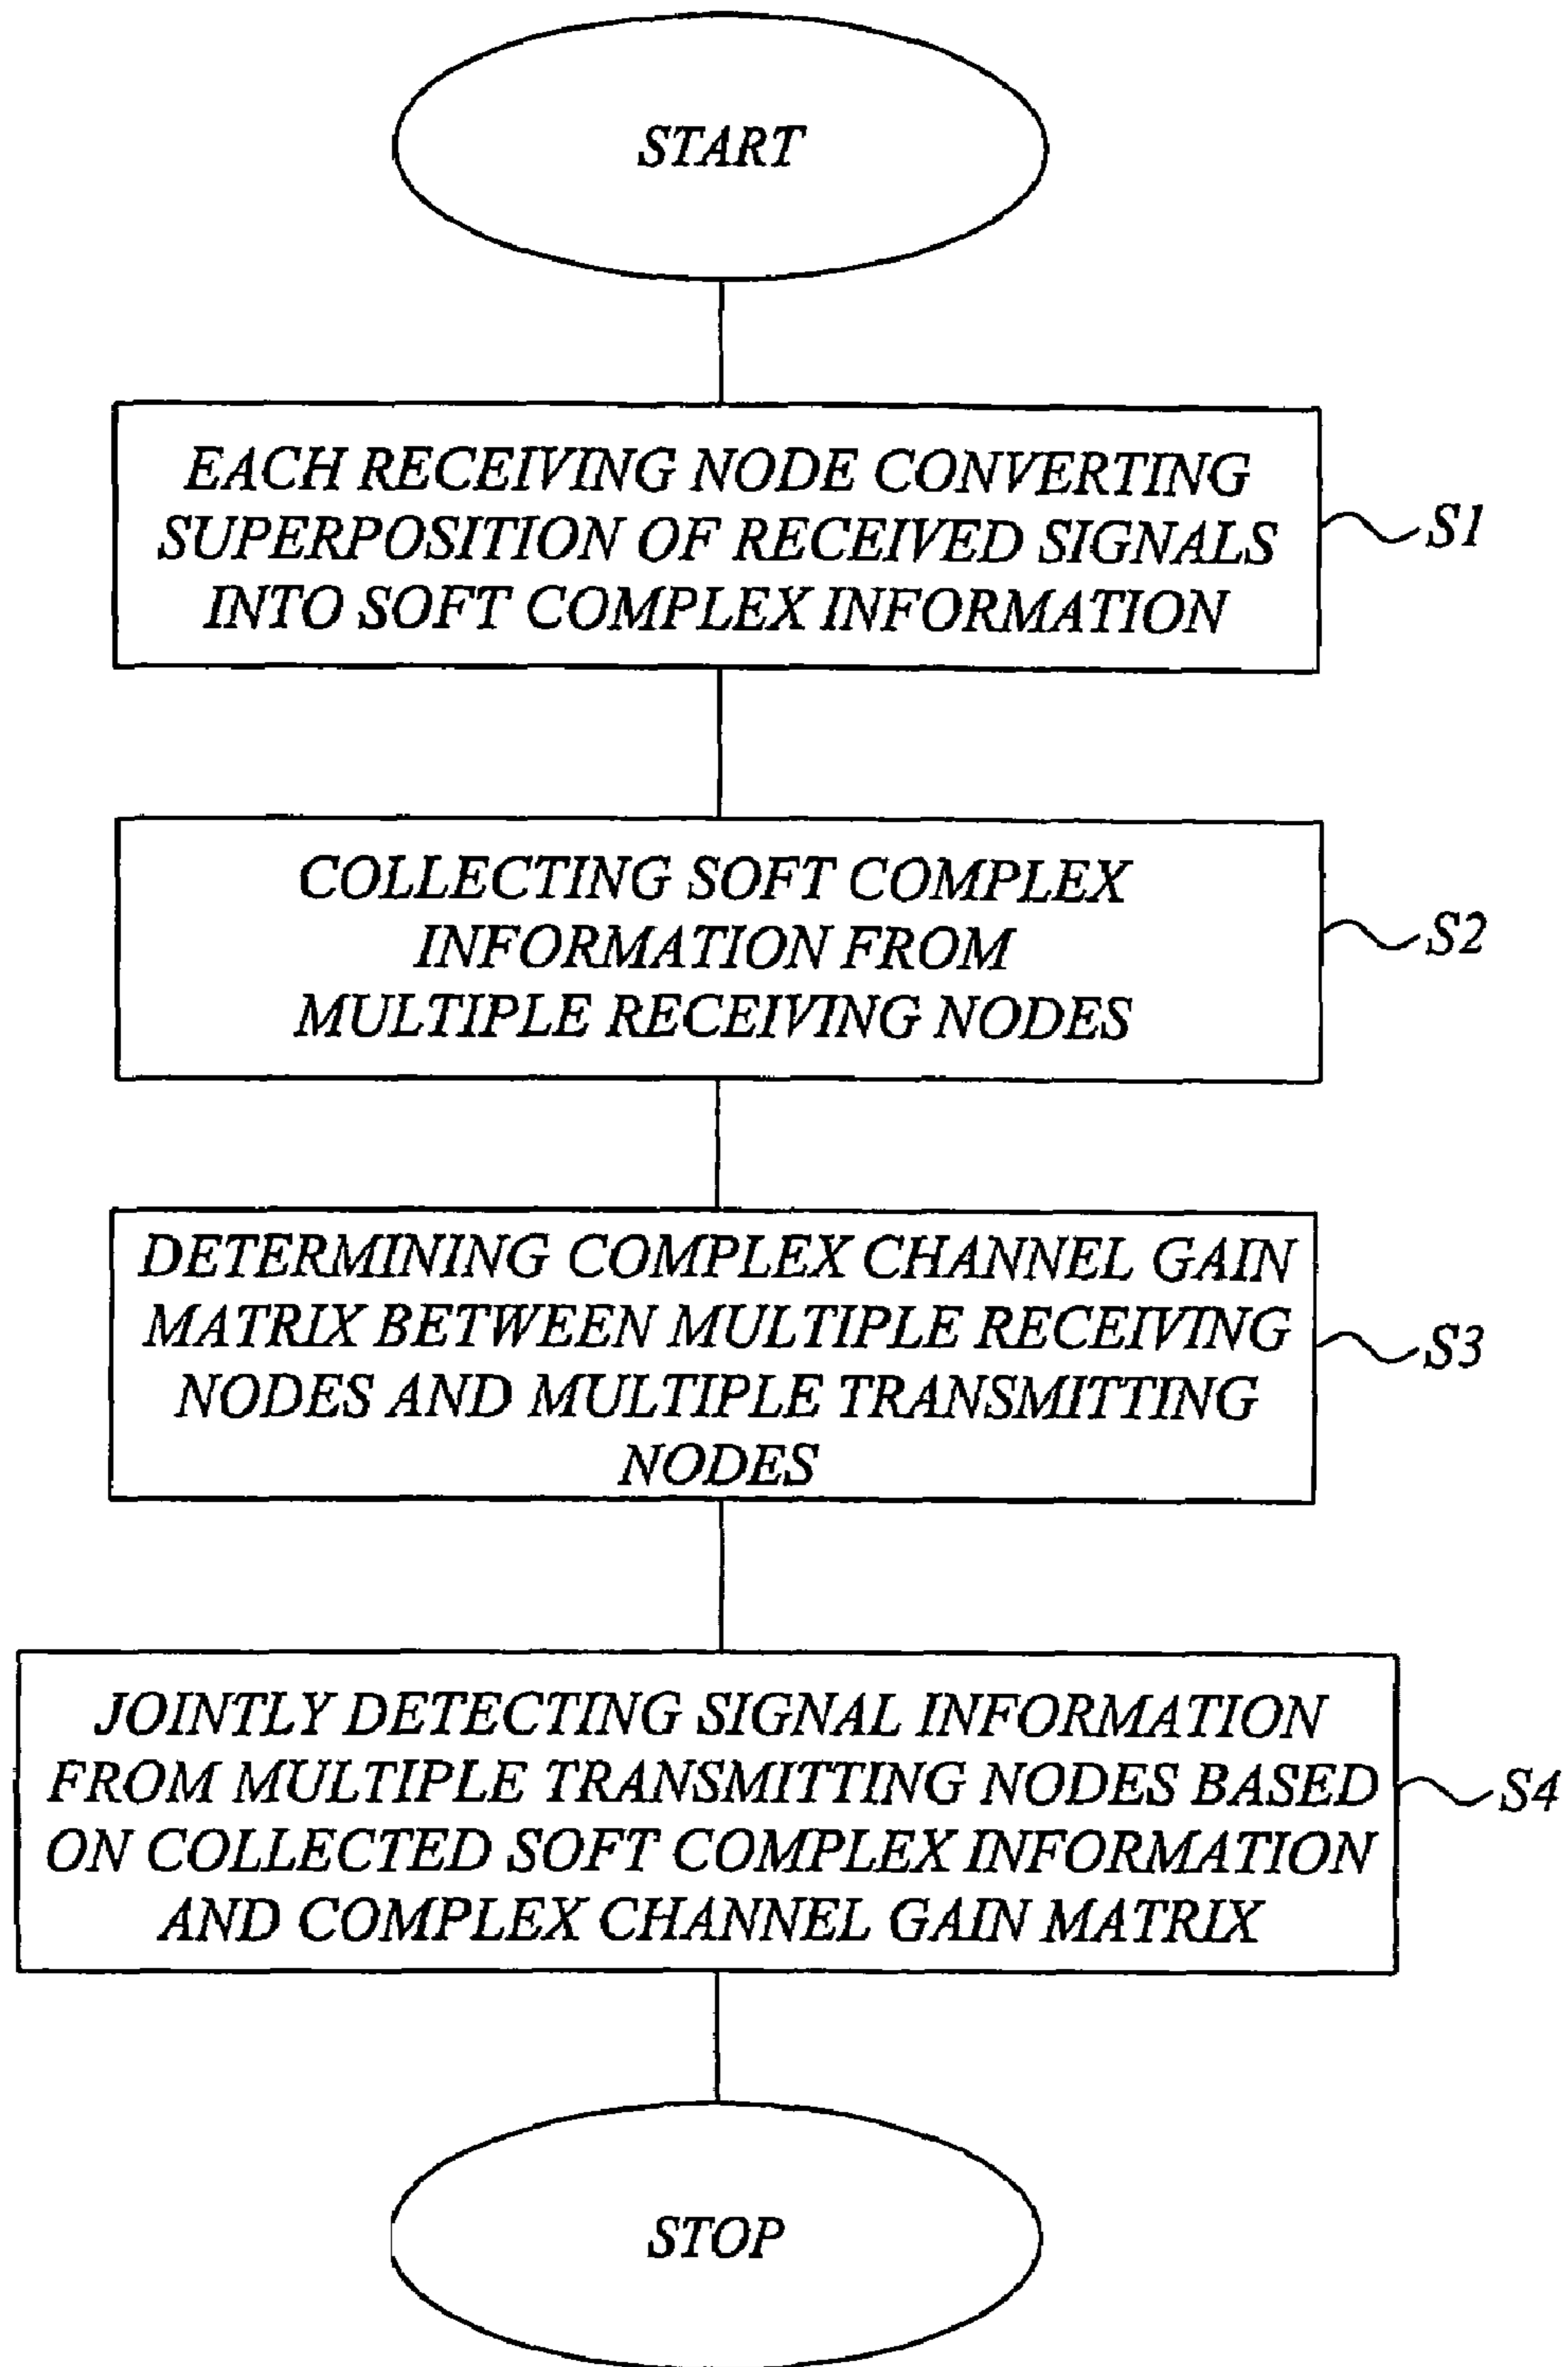 START
EACH RECEIVING NODE CONVERTING
SUPERPOSITION OF RECEIVED SIGNALS
INTO SOFT COMPLEX INFORMATION
S1
COLLECTING SOFT COMPLEX
INFORMATION FROM
MULTIPLE RECEIVING NODES
S2
DETERMINING COMPLEX CHANNEL GAIN
MATRIX BETWEEN MULTIPLE RECEIVING
NODES AND MULTIPLE TRANSMITTING
NODES
S3
JOINTLY DETECTING SIGNAL INFORMATION
FROM MULTIPLE TRANSMITTING NODES BASED
ON COLLECTED SOFT COMPLEX INFORMATION
AND COMPLEX CHANNEL GAIN MATRIX
S4
STOP